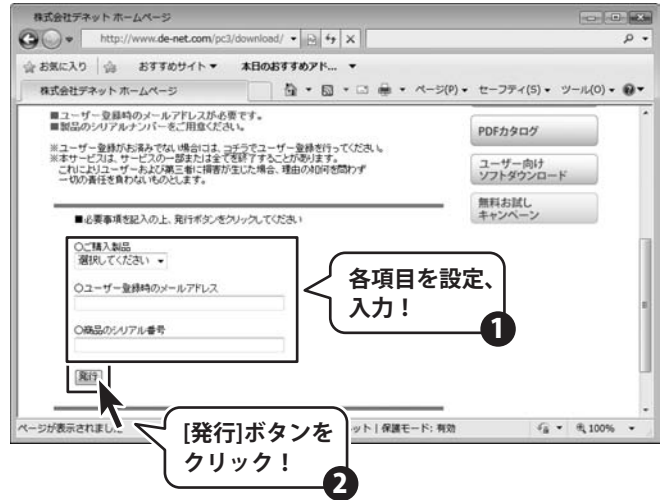 株式会社デネット ホームページ
http://www.de-net.com/pc3/download/
お気に入り
おすすめサイト▼
本日のおすすめアド... ▼
株式会社デネット ホームページ
ページ(P)▼ セーフティ(S)▼ ツール(O)▼
■ユーザー登録時のメールアドレスが必要です。
■製品のシリアルナンバーをご用意ください。
※ユーザー登録がお済みでない場合には、コチラでユーザー登録を行ってください。
※本サービスは、サービスの一部または全てを終了することがあります。
これによりユーザーおよび第三者に損害が生じた場合、理由の如何を問わず
一切の責任を負わないものとします。
PDFカタログ
ユーザー向け
ソフトダウンロード
無料お試し
キャンペーン
■必要事項を記入の上、発行ボタンをクリックしてください
○ご購入製品
選択してください ▼
○ユーザー登録時のメールアドレス
○商品のシリアル番号
発行
各項目を設定、
入力！
1
[発行]ボタンを
クリック！
2
ページが表示されました
ット | 保護モード: 有効
100%